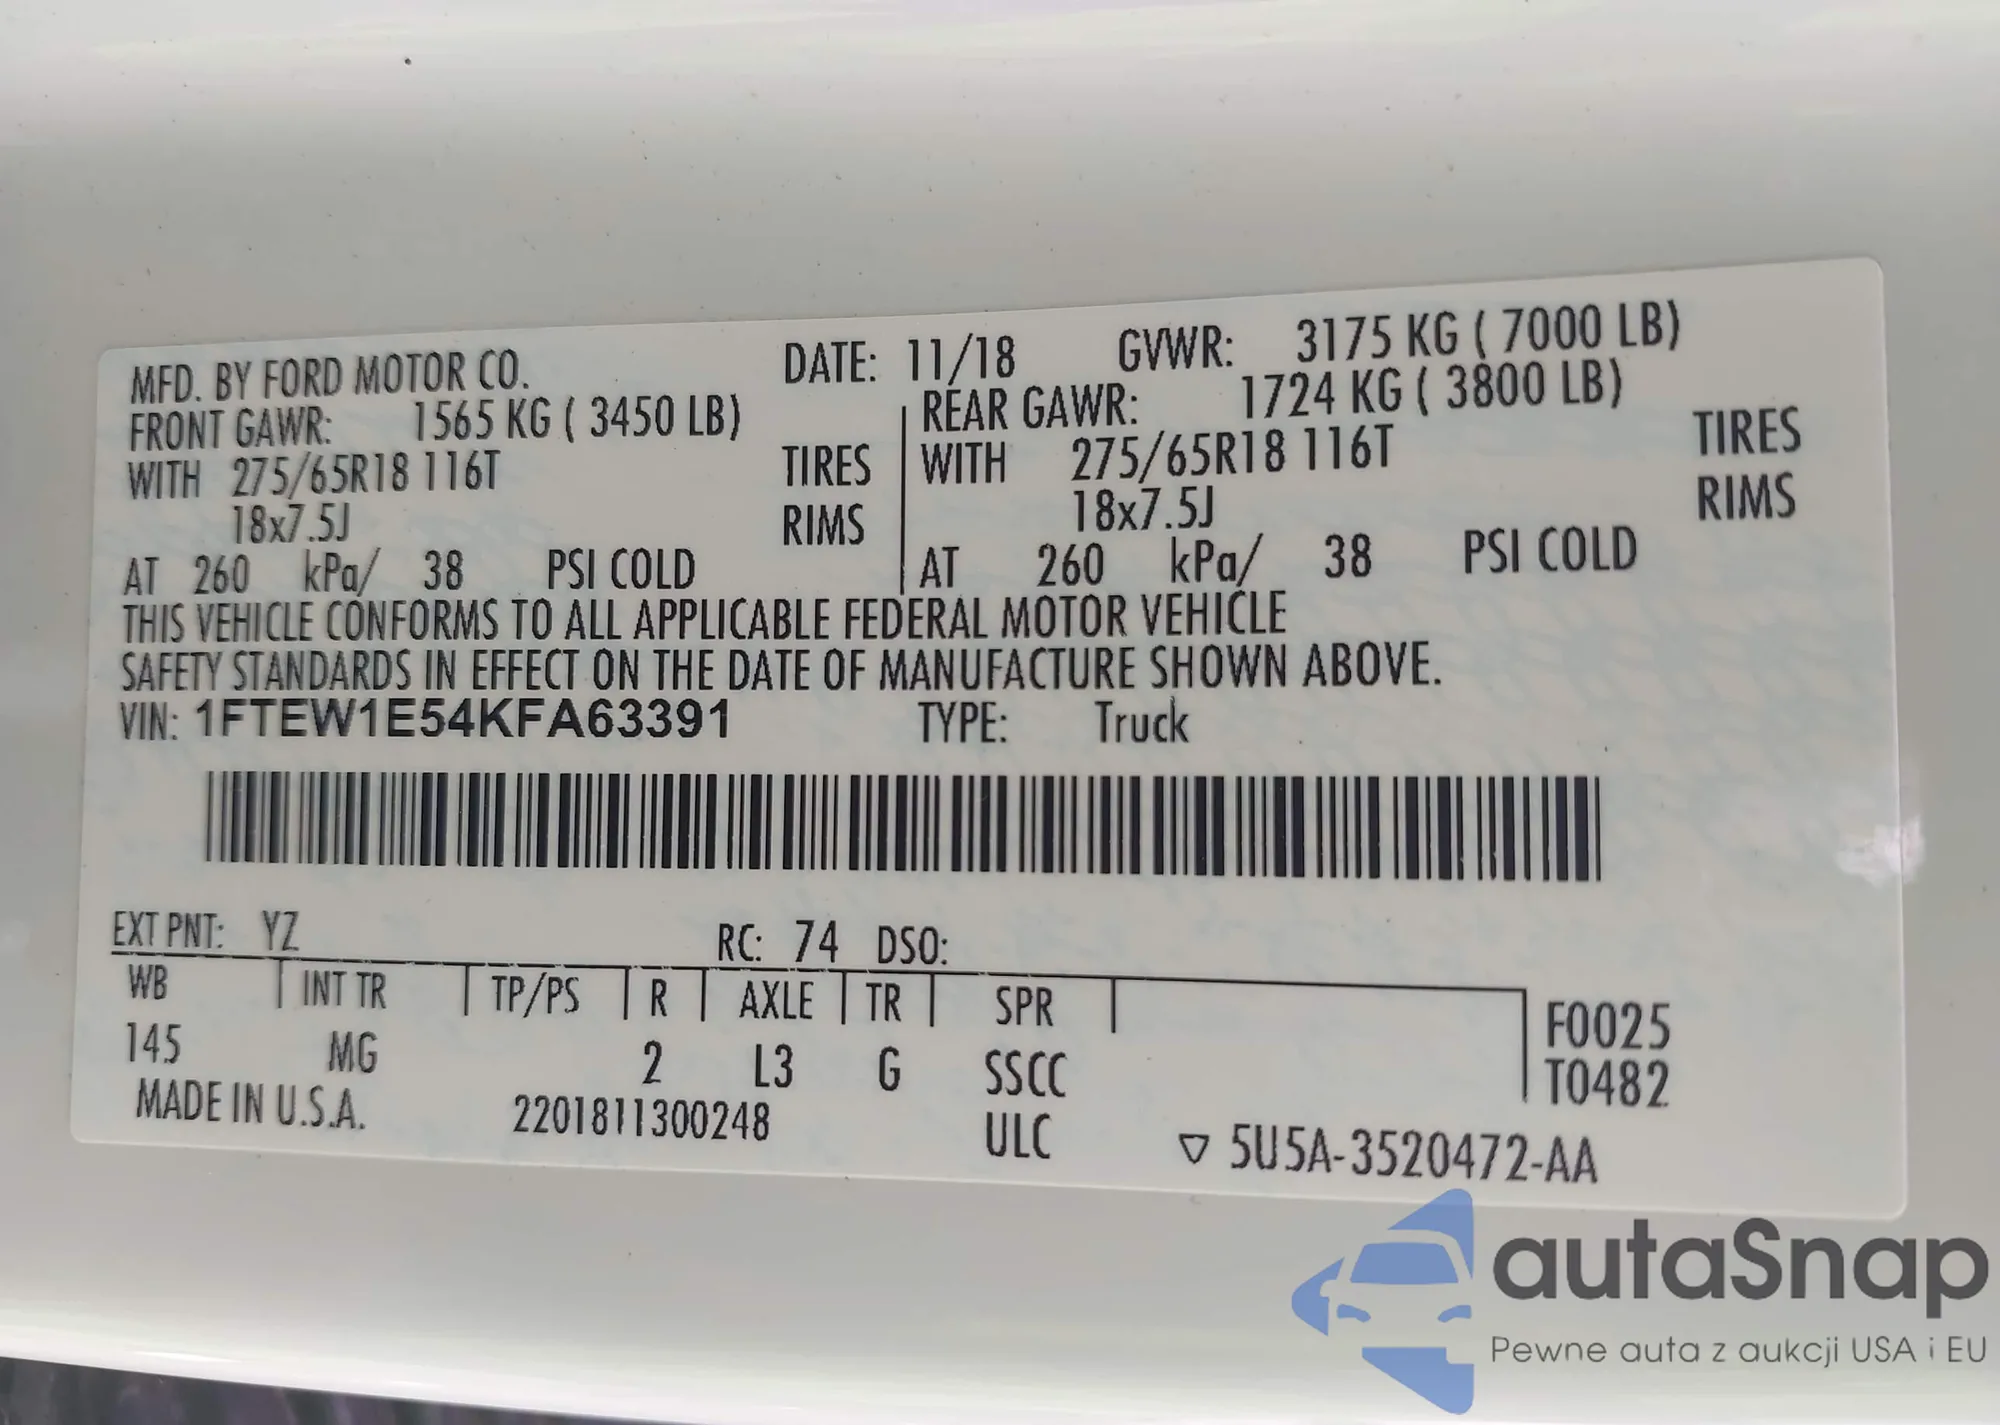 MFD. BY FORD MOTOR CO. DATE: 11/18 GVWR: 3175 KG ( 7000 LB)
FRONT GAWR: 1565 KG ( 3450 LB) REAR GAWR: 1724 KG ( 3800 LB)
WITH 275/65R18 116T TIRES WITH 275/65R18 116T TIRES
18x7.5J RIMS 18x7.5J RIMS
AT 260 kPa/ 38 PSI COLD AT 260 kPa/ 38 PSI COLD
THIS VEHICLE CONFORMS TO ALL APPLICABLE FEDERAL MOTOR VEHICLE
SAFETY STANDARDS IN EFFECT ON THE DATE OF MANUFACTURE SHOWN ABOVE.
VIN: 1FTEW1E54KFA63391 TYPE: Truck
EXT PNT: YZ RC: 74 DSO:
WB INT TR TP/PS R AXLE TR SPR F0025
145 MG 2 L3 G SSCC T0482
MADE IN U.S.A. 2201811300248 ULC ▽ 5U5A-3520472-AA
autaSnap
Pewne auta z aukcji USA i EU